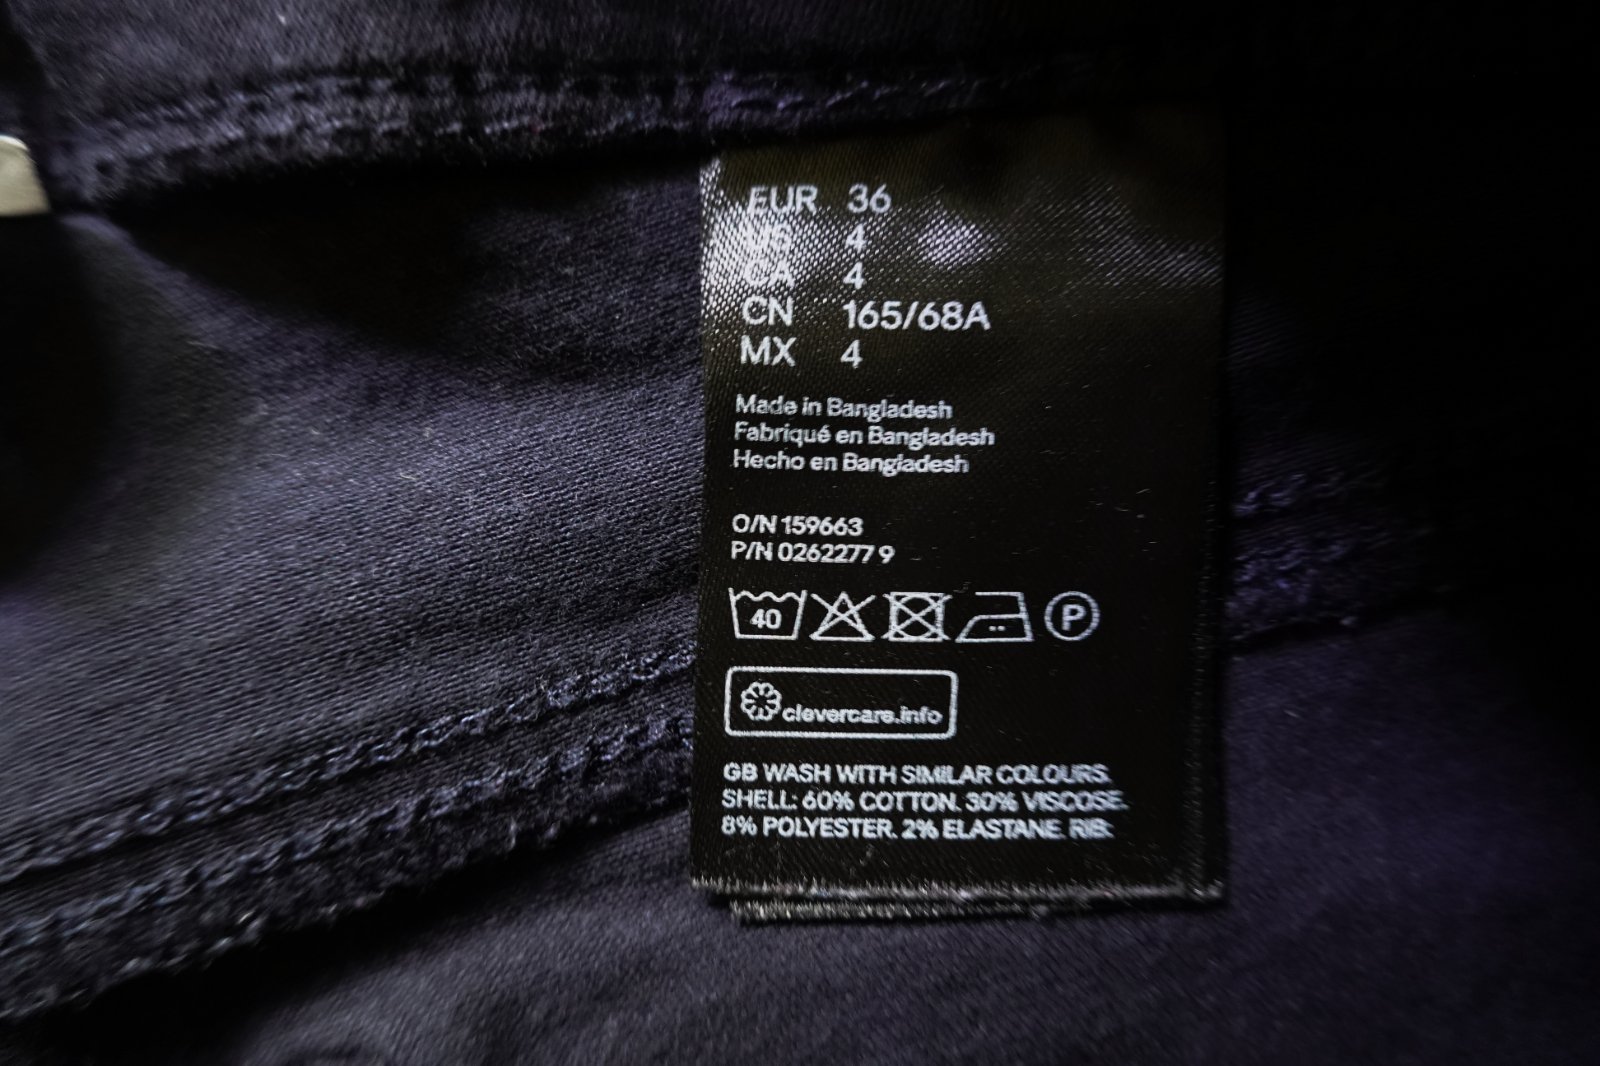 EUR 36
US 4
CA 4
CN 165/68A
MX 4
Made in Bangladesh
Fabriqué en Bangladesh
Hecho en Bangladesh
O/N 159663
P/N 0262277 9
40
P
clevercare.info
GB WASH WITH SIMILAR COLOURS.
SHELL: 60% COTTON. 30% VISCOSE.
8% POLYESTER. 2% ELASTANE. RIB: